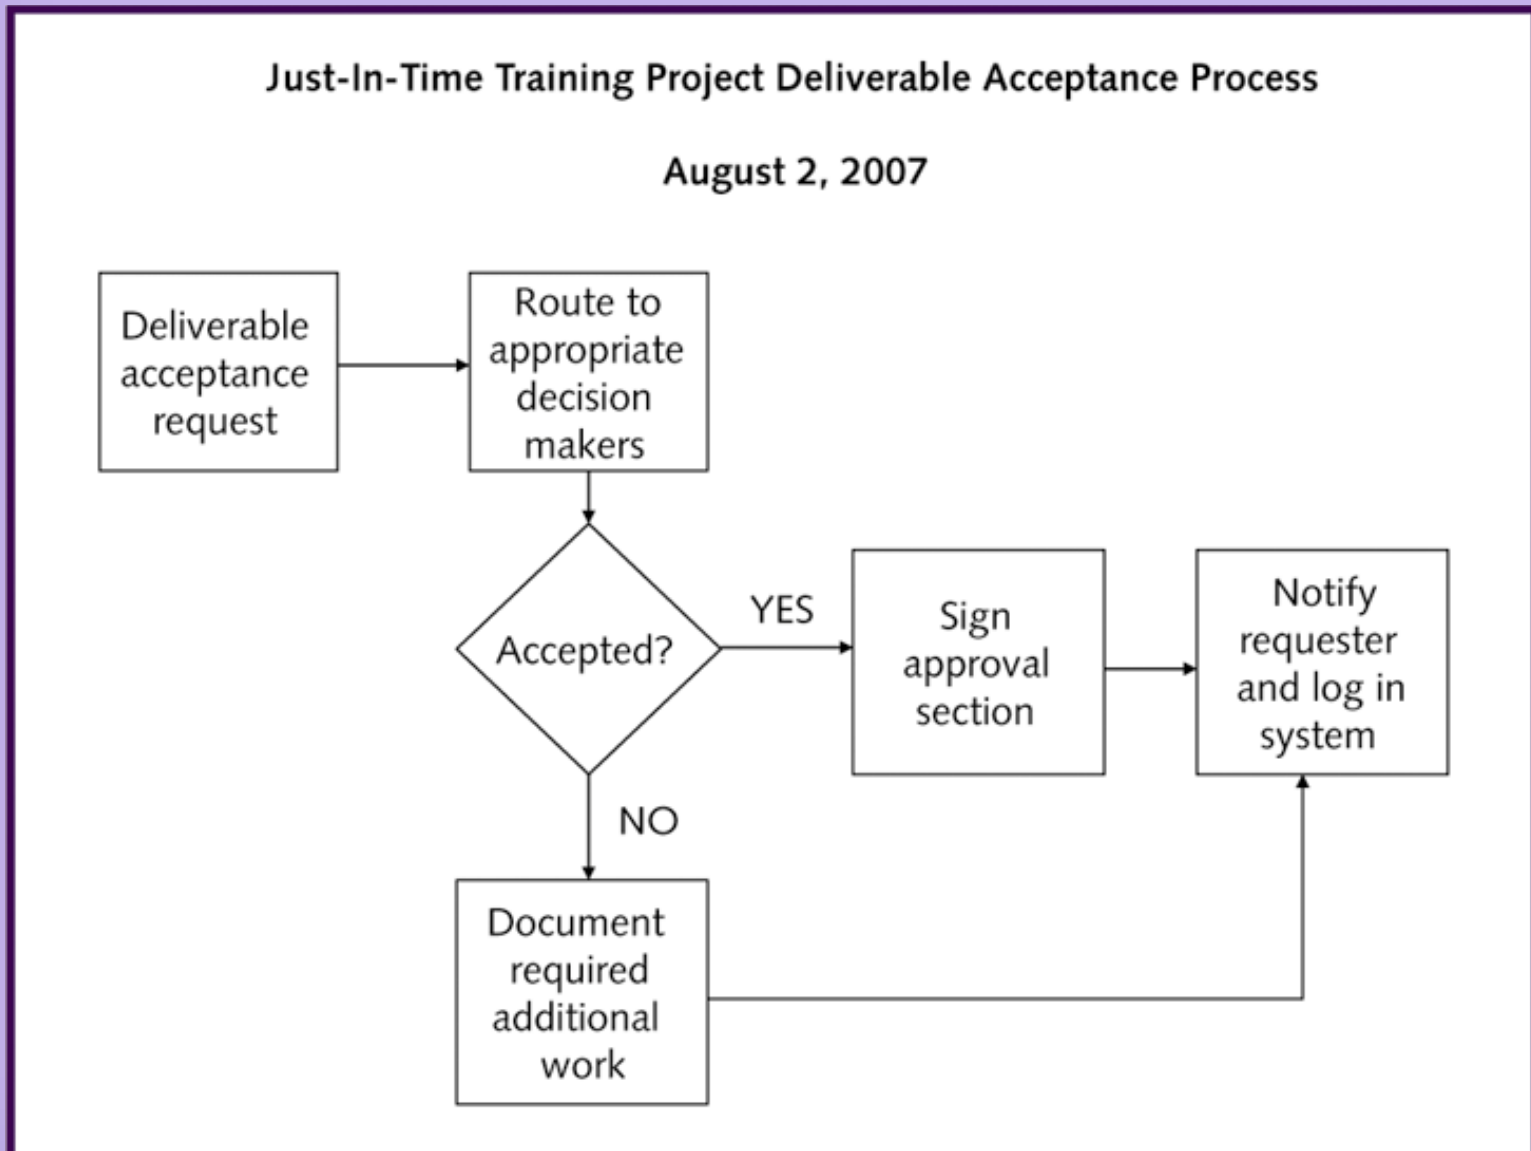 Just-In-Time Training Project Deliverable Acceptance Process
August 2, 2007
Deliverable
acceptance
request
Route to
appropriate
decision
makers
Accepted?
YES
Sign
approval
section
Notify
requester
and log in
system
NO
Document
required
additional
work